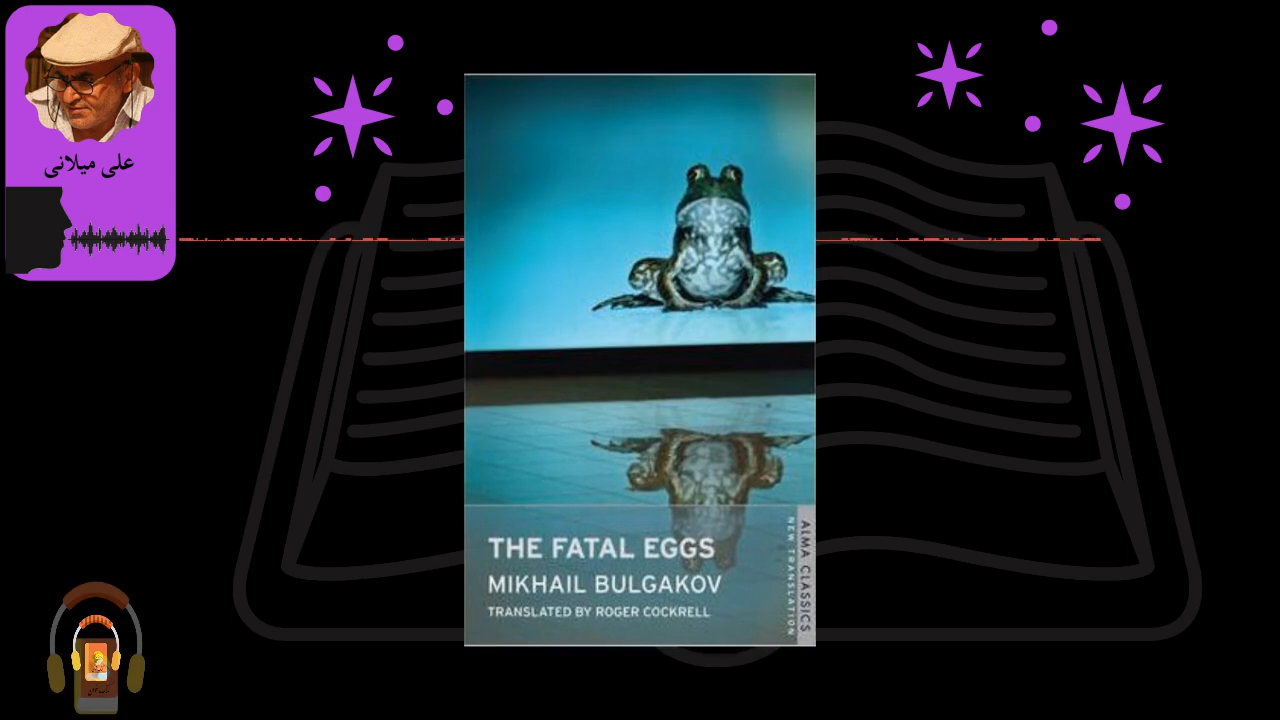 علی میلانی
THE FATAL EGGS
MIKHAIL BULGAKOV
TRANSLATED BY ROGER COCKRELL
ALMA CLASSICS
NEW TRANSLATION